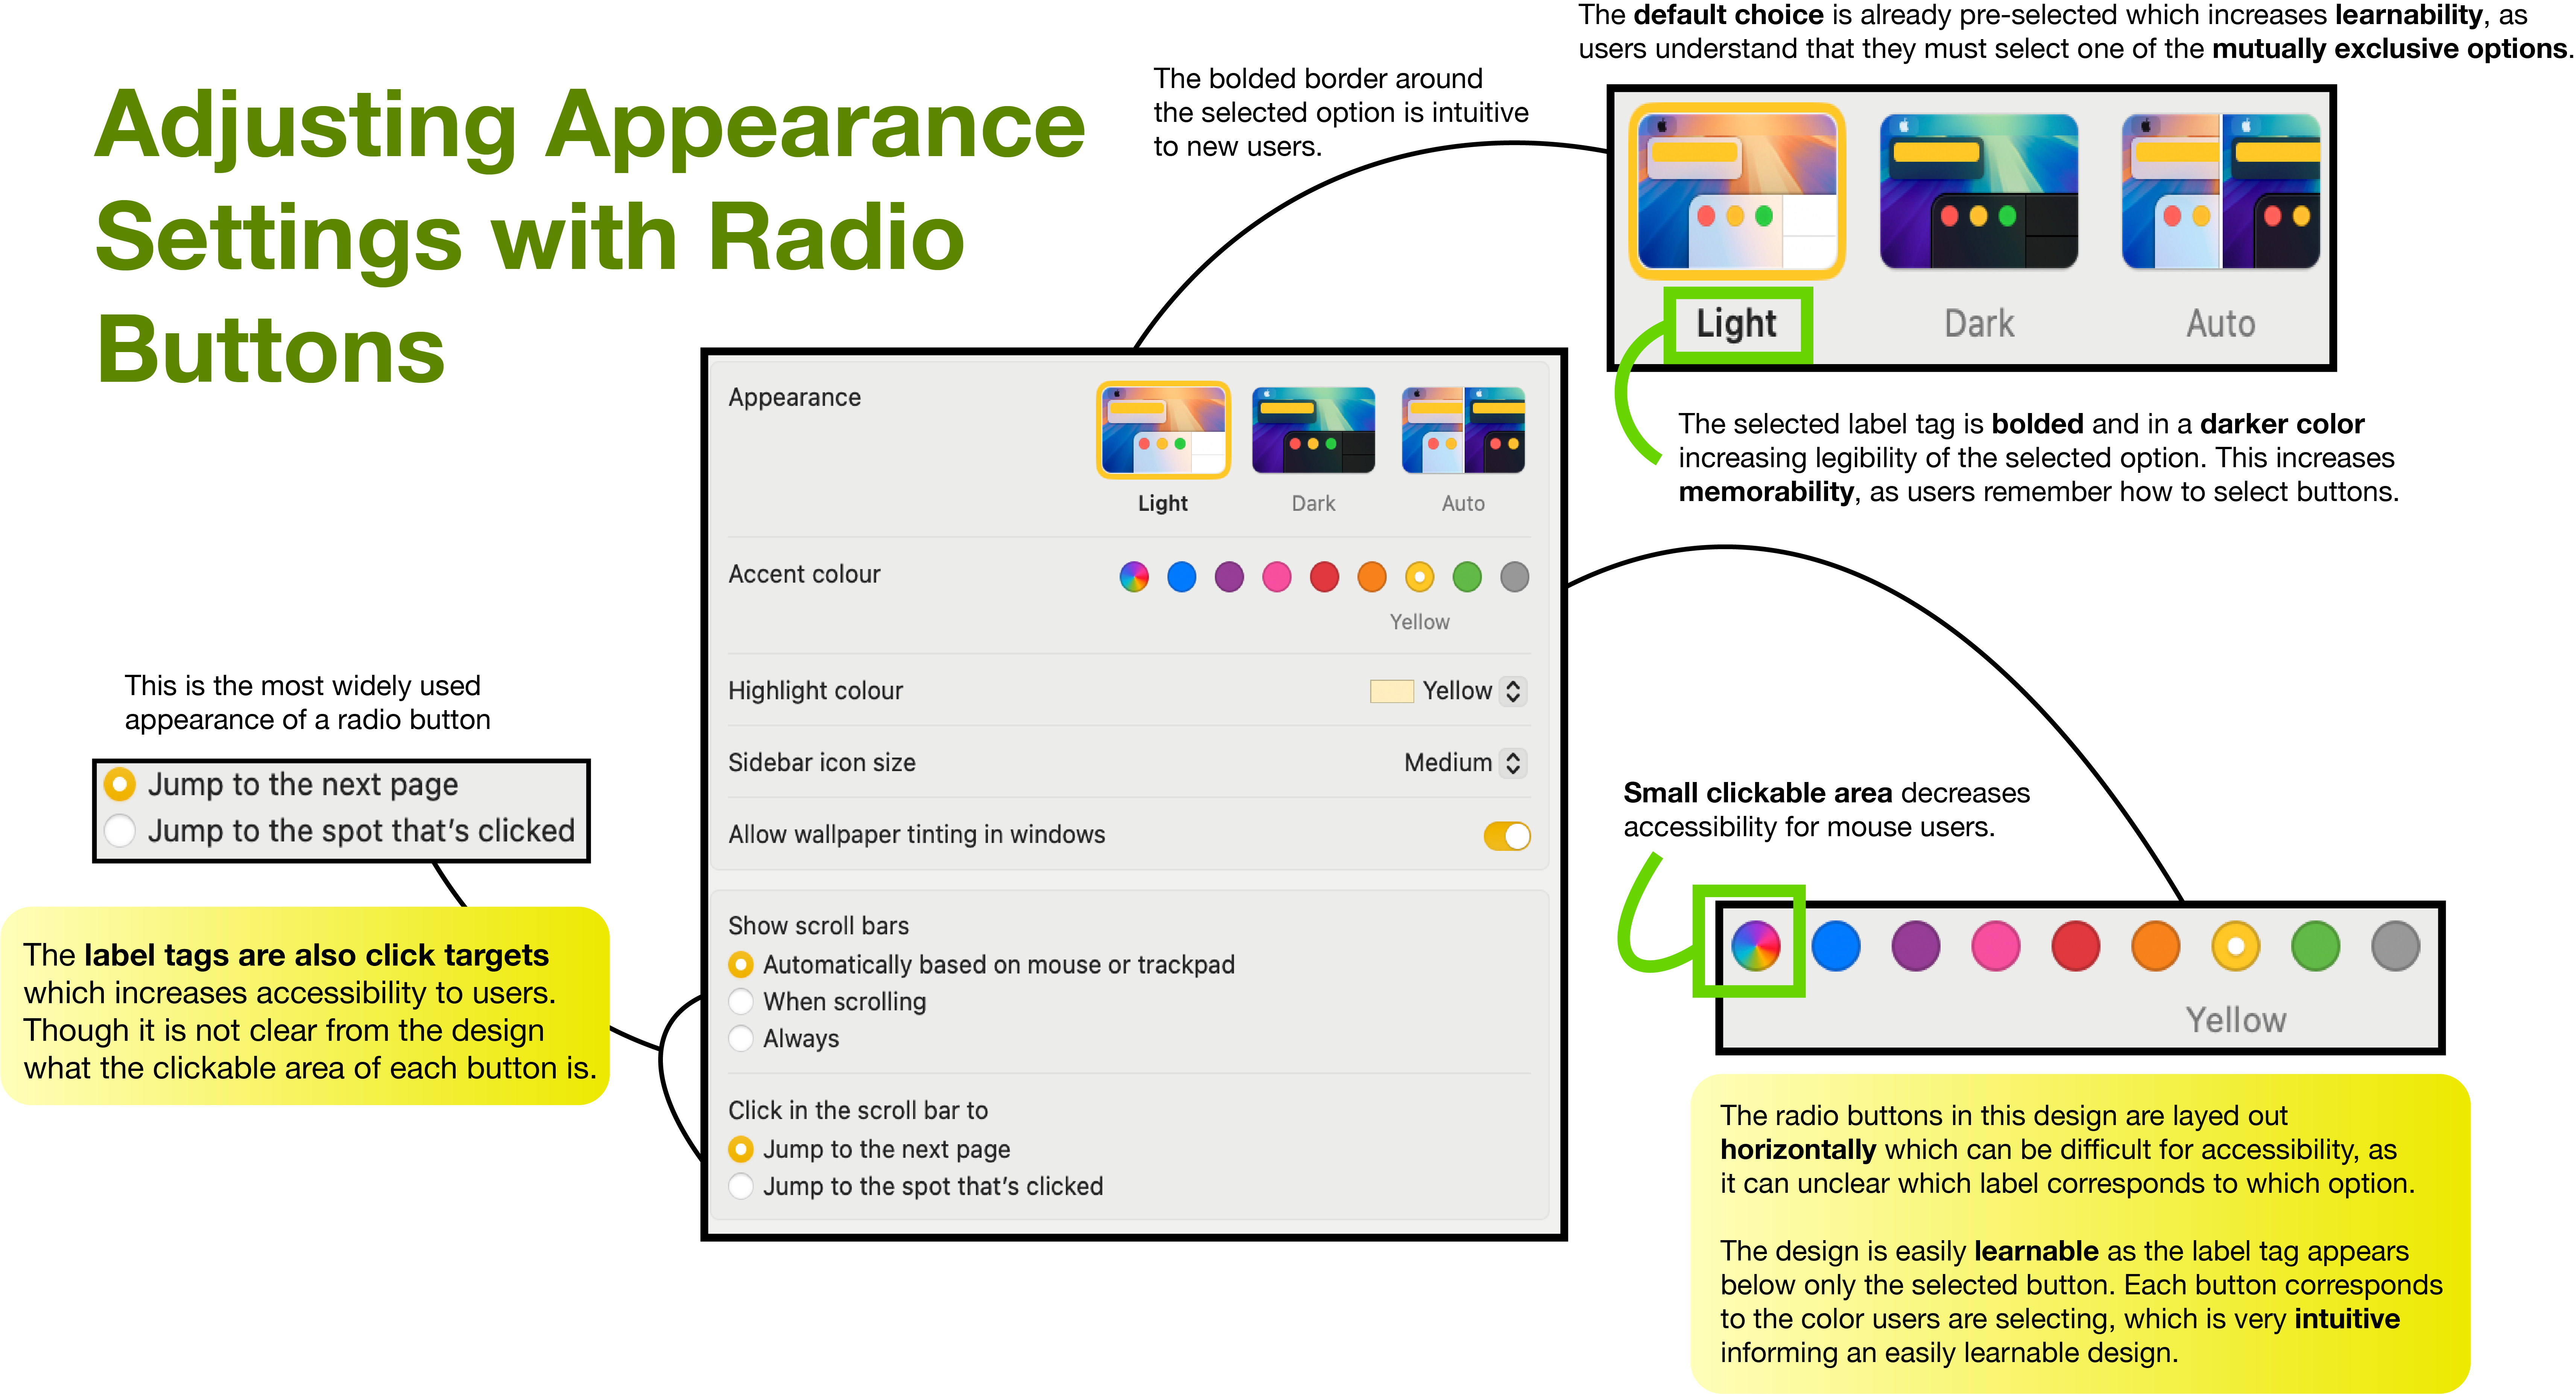 Adjusting Appearance
Settings with Radio
Buttons
The bolded border around
the selected option is intuitive
to new users.
The default choice is already pre-selected which increases learnability, as
users understand that they must select one of the mutually exclusive options.
Light
Dark
Auto
The selected label tag is bolded and in a darker color
increasing legibility of the selected option. This increases
memorability, as users remember how to select buttons.
Appearance
Light
Dark
Auto
Accent colour
Yellow
Highlight colour
Yellow
Sidebar icon size
Medium
Allow wallpaper tinting in windows
Show scroll bars
Automatically based on mouse or trackpad
When scrolling
Always
Click in the scroll bar to
Jump to the next page
Jump to the spot that's clicked
This is the most widely used
appearance of a radio button
Jump to the next page
Jump to the spot that's clicked
The label tags are also click targets
which increases accessibility to users.
Though it is not clear from the design
what the clickable area of each button is.
Small clickable area decreases
accessibility for mouse users.
Yellow
The radio buttons in this design are layed out
horizontally which can be difficult for accessibility, as
it can unclear which label corresponds to which option.
The design is easily learnable as the label tag appears
below only the selected button. Each button corresponds
to the color users are selecting, which is very intuitive
informing an easily learnable design.